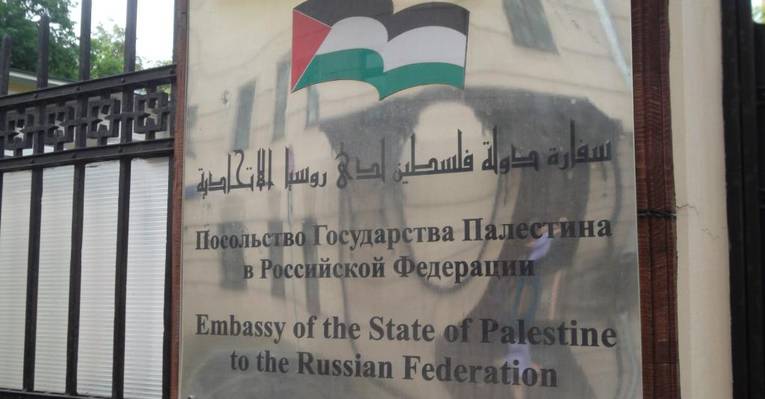 سفارة دولة فلسطين لدى روسيا الاتحادية
Посольство Государства Палестина
в Российской Федерации
Embassy of the State of Palestine
to the Russian Federation